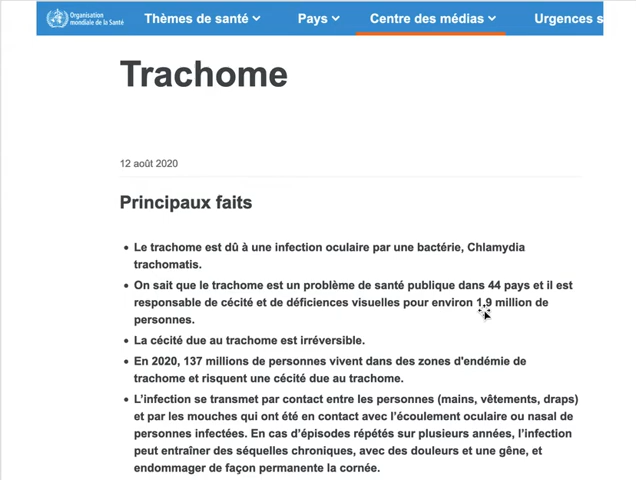 Organisation
mondiale de la Santé
Thèmes de santé
Pays
Centre des médias
Urgences s
Trachome
12 août 2020
Principaux faits
• Le trachome est dû à une infection oculaire par une bactérie, Chlamydia
trachomatis.
• On sait que le trachome est un problème de santé publique dans 44 pays et il est
responsable de cécité et de déficiences visuelles pour environ 1,9 million de
personnes.
• La cécité due au trachome est irréversible.
• En 2020, 137 millions de personnes vivent dans des zones d'endémie de
trachome et risquent une cécité due au trachome.
• L’infection se transmet par contact entre les personnes (mains, vêtements, draps)
et par les mouches qui ont été en contact avec l’écoulement oculaire ou nasal de
personnes infectées. En cas d’épisodes répétés sur plusieurs années, l’infection
peut entraîner des séquelles chroniques, avec des douleurs et une gêne, et
endommager de façon permanente la cornée.